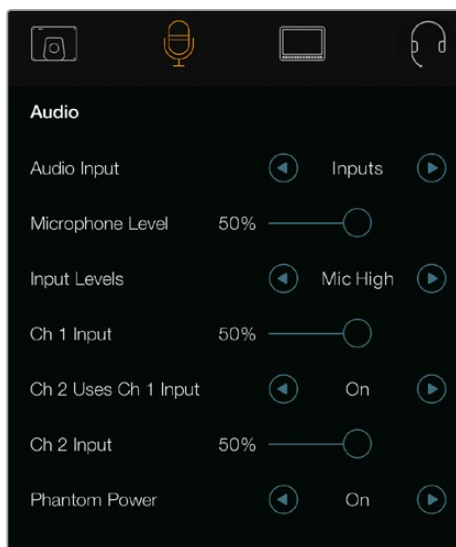 Audio
Audio Input Inputs
Microphone Level 50%
Input Levels Mic High
Ch 1 Input 50%
Ch 2 Uses Ch 1 Input On
Ch 2 Input 50%
Phantom Power On